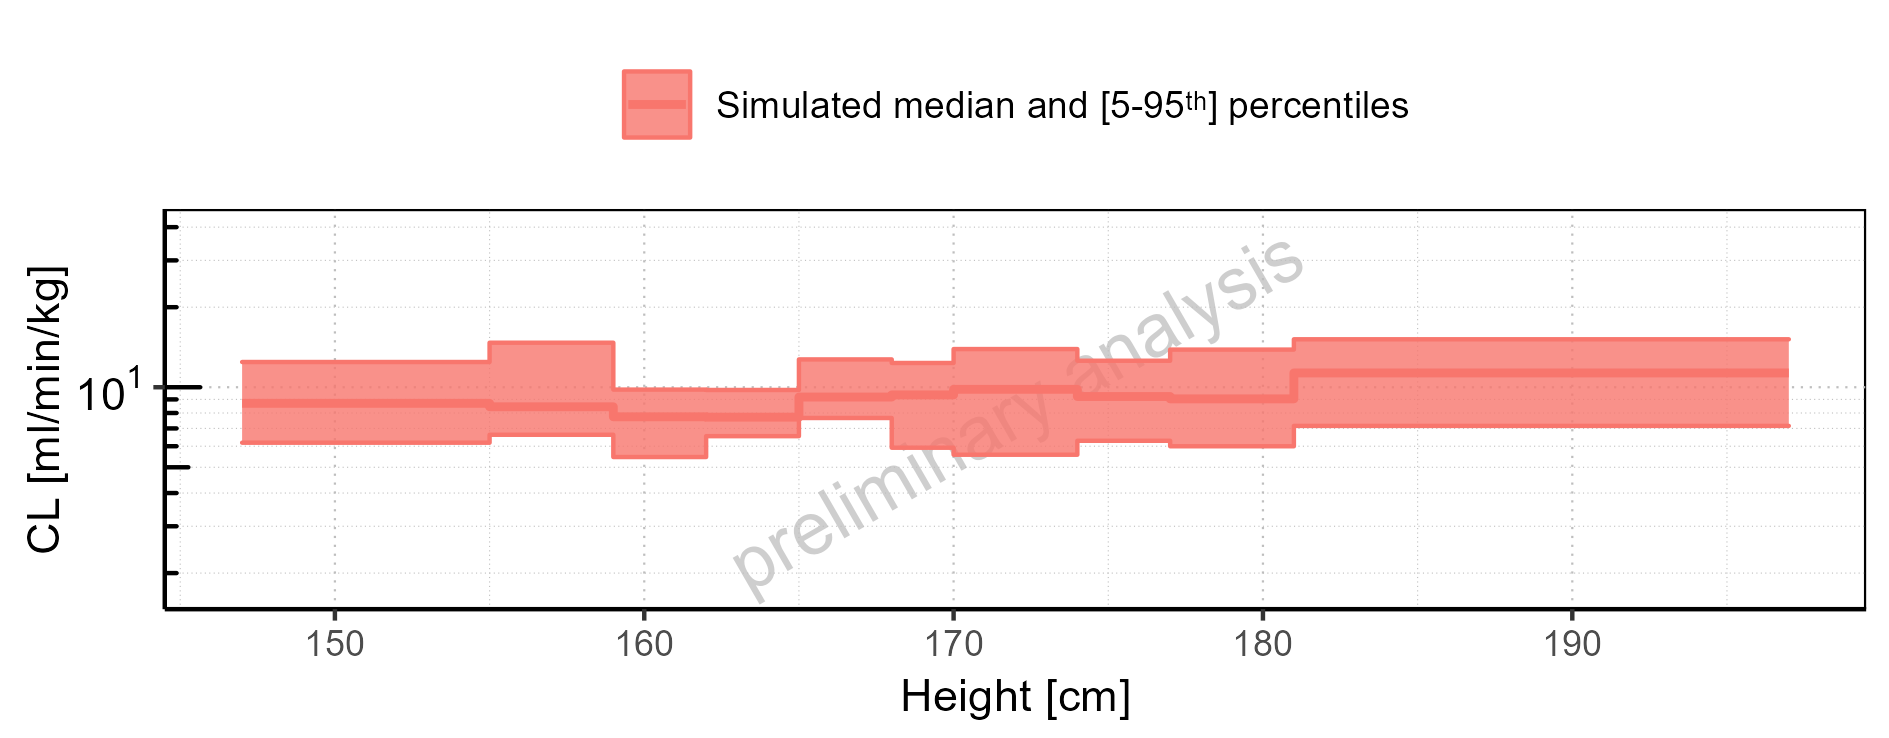 Simulated median and [5-95th] percentiles
CL [ml/min/kg]
10^1
preliminary analysis
150 160 170 180 190
Height [cm]